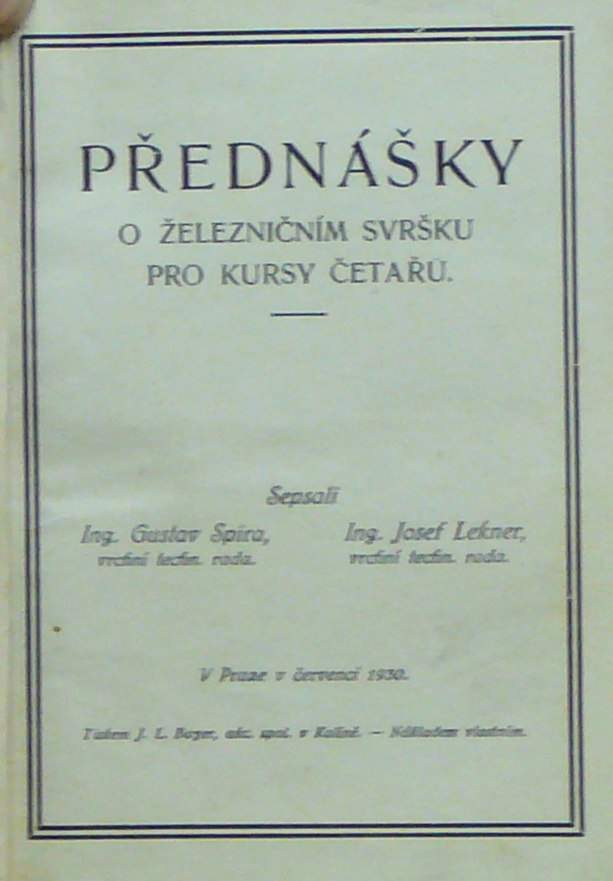 PŘEDNÁŠKY
O ŽELEZNIČNÍM SVRŠKU
PRO KURSY ČETAŘŮ.
Sepsali
Ing. Gustav Spira, Ing. Josef Lekner,
vrchní techn. rada. vrchní techn. rada.
V Praze v červenci 1930.
Tiskem J. L. Bayer, akc. spol. v Kolíně. — Nákladem vlastním.